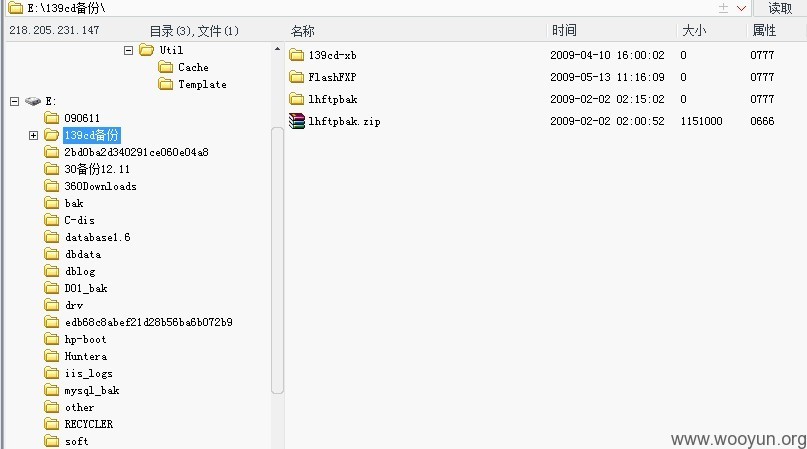 E:\139cd备份\ 读取
218.205.231.147 目录(3),文件(1) 名称 时间 大小 属性
Util
Cache
Template
E:
090611
139cd备份
2bd0ba2d340291ce060e04a8
30备份12.11
360Downloads
bak
C-dis
database1.6
dbdata
dblog
D01_bak
drv
edb68c8abef21d28b56ba6b072b9
hp-boot
Huntera
iis_logs
mysql_bak
other
RECYCLER
soft
139cd-xb 2009-04-10 16:00:02 0 0777
FlashFXP 2009-05-13 11:16:09 0 0777
lhftpbak 2009-02-02 02:15:02 0 0777
lhftpbak.zip 2009-02-02 02:00:52 1151000 0666
www.wooyun.org